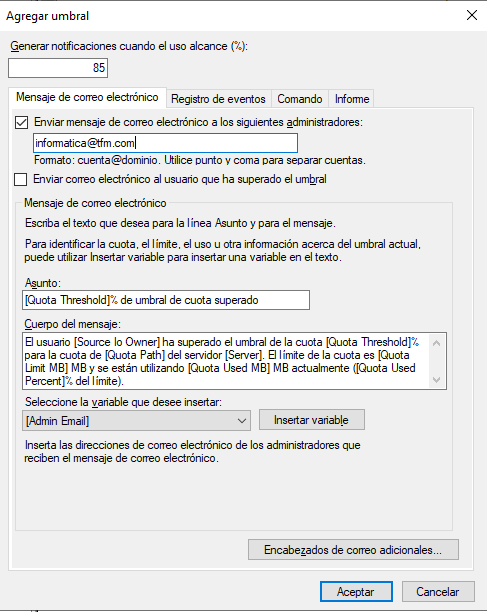 Agregar umbral
Generar notificaciones cuando el uso alcance (%):
85
Mensaje de correo electrónico
Registro de eventos
Comando
Informe
Enviar mensaje de correo electrónico a los siguientes administradores:
informatica@tfm.com
Formato: cuenta@dominio. Utilice punto y coma para separar cuentas.
Enviar correo electrónico al usuario que ha superado el umbral
Mensaje de correo electrónico
Escriba el texto que desea para la línea Asunto y para el mensaje.
Para identificar la cuota, el límite, el uso u otra información acerca del umbral actual,
puede utilizar Insertar variable para insertar una variable en el texto.
Asunto:
[Quota Threshold]% de umbral de cuota superado
Cuerpo del mensaje:
El usuario [Source Io Owner] ha superado el umbral de la cuota [Quota Threshold]%
para la cuota de [Quota Path] del servidor [Server]. El límite de la cuota es [Quota
Limit MB] MB y se están utilizando [Quota Used MB] MB actualmente ([Quota Used
Percent]% del límite).
Seleccione la variable que desee insertar:
[Admin Email]
Insertar variable
Inserta las direcciones de correo electrónico de los administradores que
reciben el mensaje de correo electrónico.
Encabezados de correo adicionales...
Aceptar
Cancelar